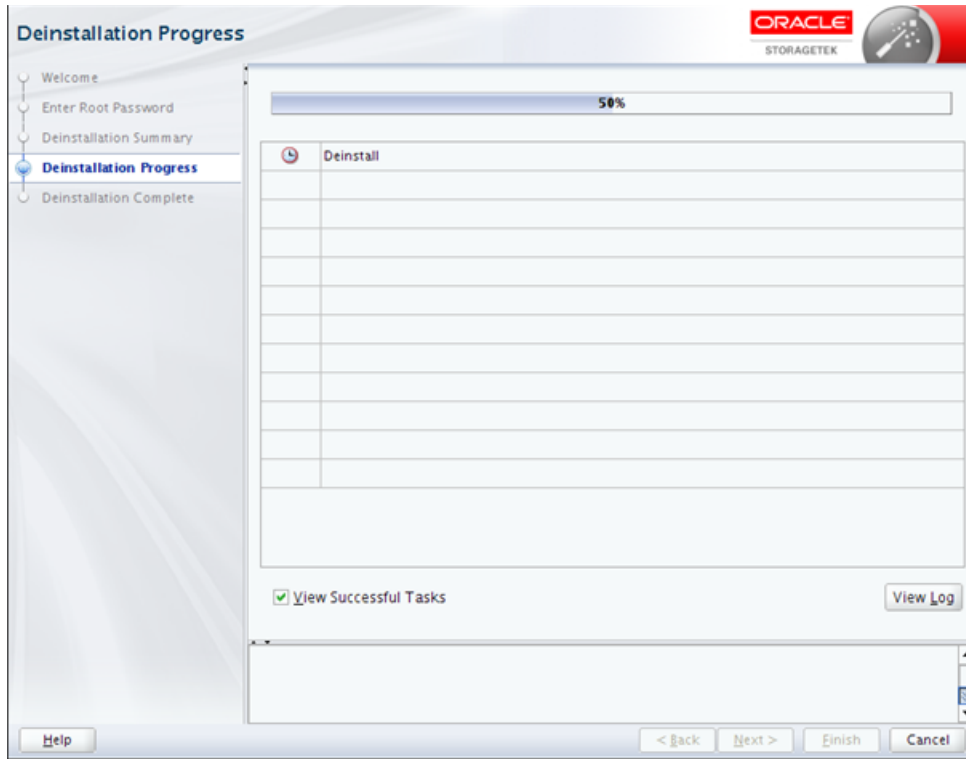 Deinstallation Progress
ORACLE
STORAGETEK
Welcome
Enter Root Password
Deinstallation Summary
Deinstallation Progress
Deinstallation Complete
50%
Deinstall
View Successful Tasks
View Log
Help
< Back
Next >
Finish
Cancel